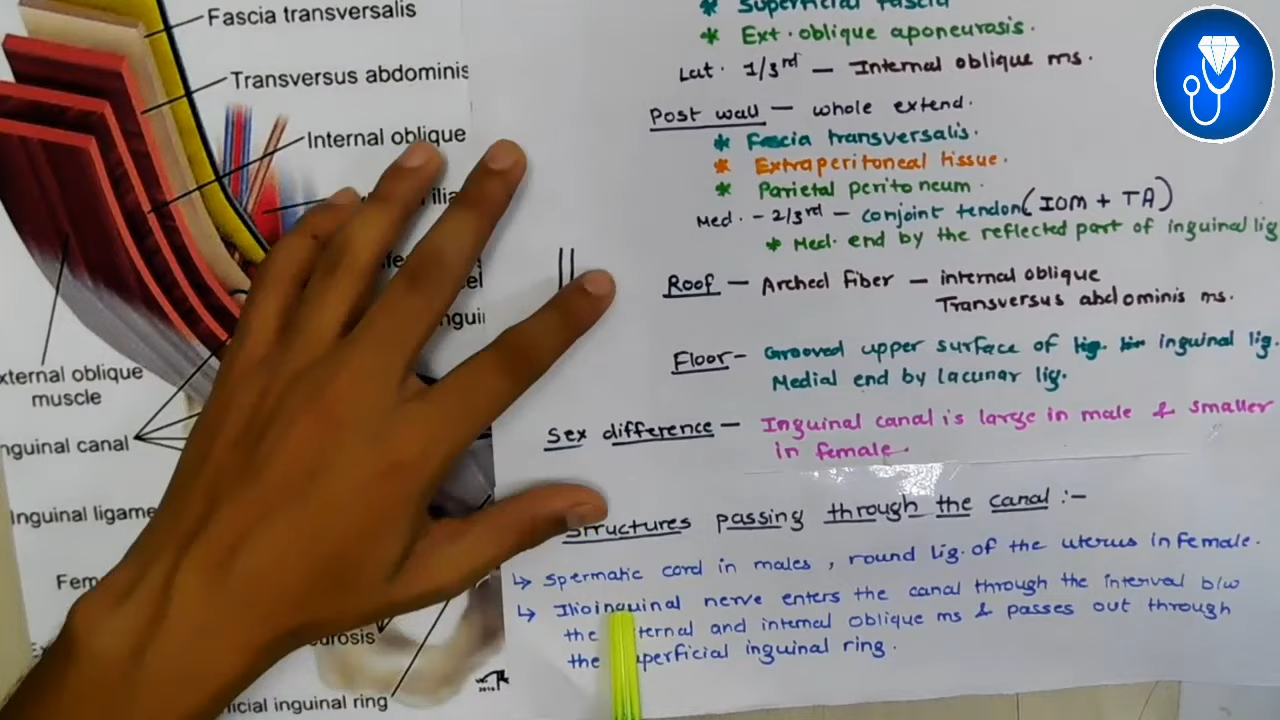 Fascia transversalis
Transversus abdominis
Internal oblique
External oblique
muscle
Inguinal canal
Inguinal ligame
Fem
inguinal ring
* Superficial fascia
* Ext. oblique aponeurosis.
Lat. 1/3rd — Internal oblique ms.
Post wall — whole extend.
* Fascia transversalis.
* Extraperitoneal tissue.
* Parietal peritoneum.
Med. - 2/3rd — conjoint tendon (IOM + TA)
* Med. end by the reflected part of inguinal lig
Roof — Arched fiber — internal oblique
Transversus abdominis ms.
Floor - Grooved upper surface of inguinal lig.
Medial end by lacunar lig.
Sex difference — Inguinal canal is large in male & smaller
in female.
Structures passing through the canal :-
↳ Spermatic cord in males, round lig. of the uterus in female.
↳ Ilioinguinal nerve enters the canal through the interval b/w
the ternal and internal oblique ms & passes out through
the superficial inguinal ring.